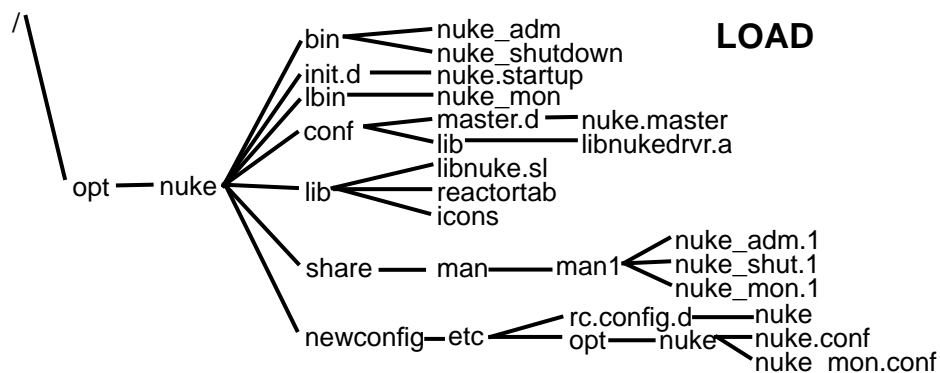 /
LOAD
bin
nuke_adm
nuke_shutdown
init.d
nuke.startup
lbin
nuke_mon
conf
master.d
nuke.master
lib
libnukedrvr.a
opt
nuke
lib
libnuke.sl
reactortab
icons
share
man
man1
nuke_adm.1
nuke_shut.1
nuke_mon.1
newconfig
etc
rc.config.d
nuke
opt
nuke
nuke.conf
nuke_mon.conf